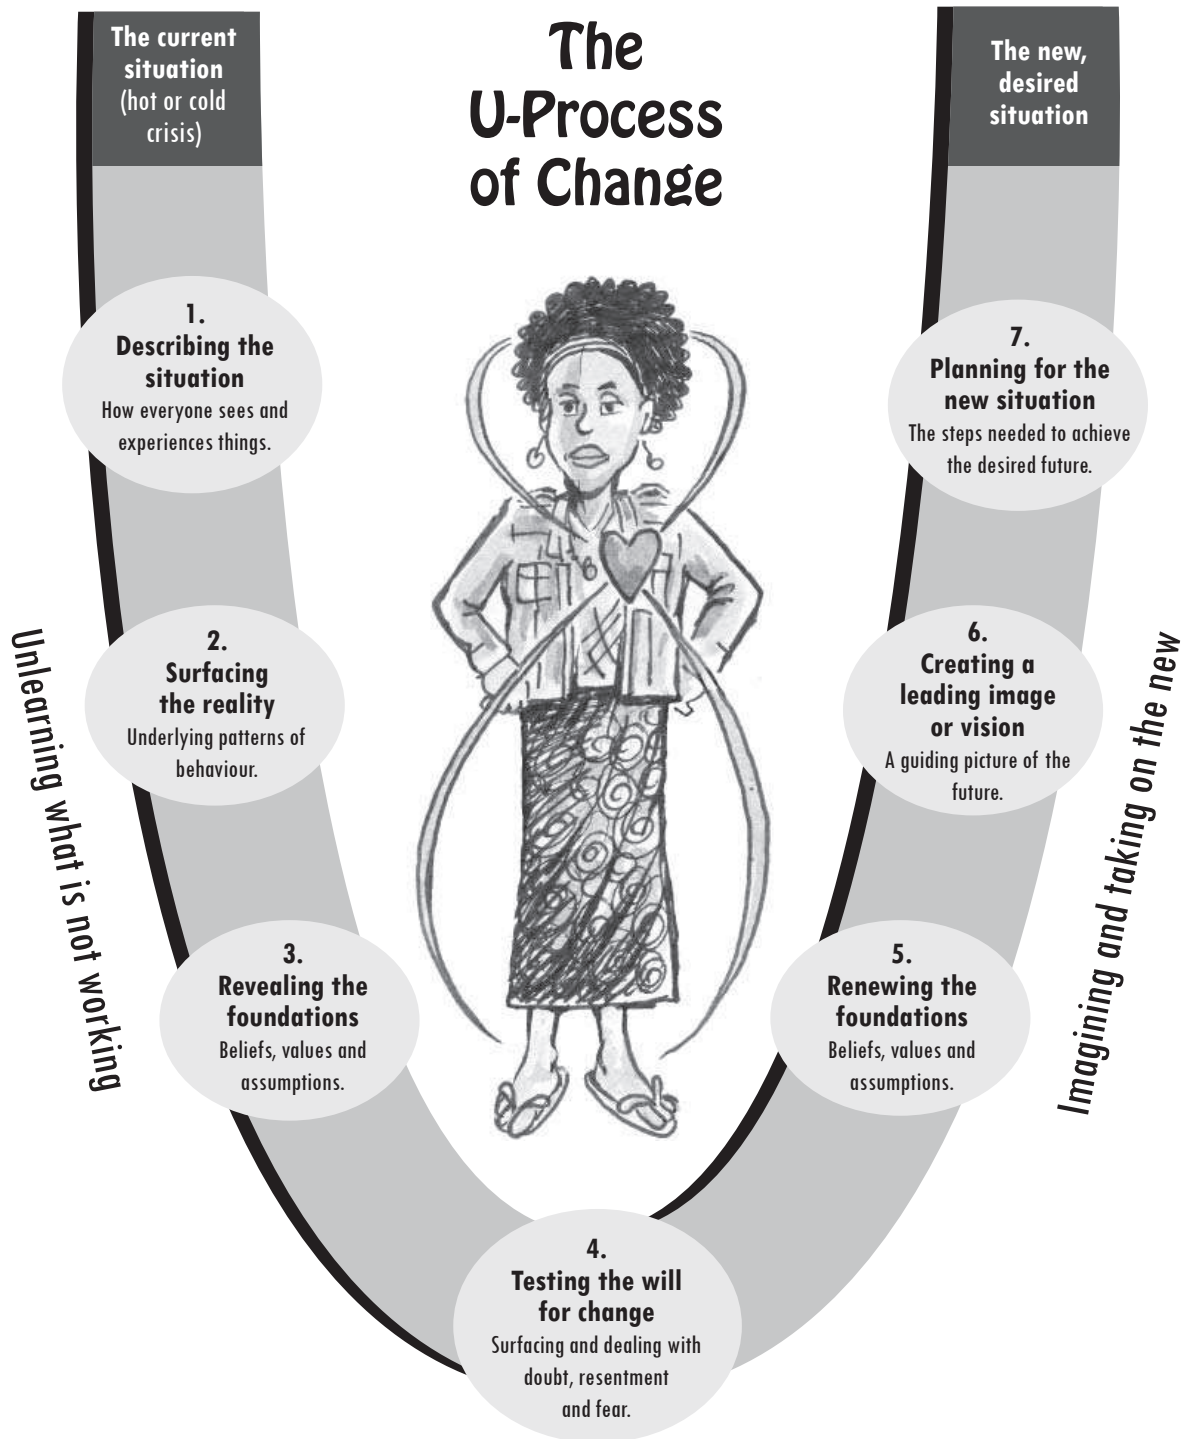 The
U-Process
of Change
The current
situation
(hot or cold
crisis)
1.
Describing the
situation
How everyone sees and
experiences things.
2.
Surfacing
the reality
Underlying patterns of
behaviour.
3.
Revealing the
foundations
Beliefs, values and
assumptions.
Unlearning what is not working
4.
Testing the will
for change
Surfacing and dealing with
doubt, resentment
and fear.
5.
Renewing the
foundations
Beliefs, values and
assumptions.
6.
Creating a
leading image
or vision
A guiding picture of the
future.
7.
Planning for the
new situation
The steps needed to achieve
the desired future.
The new,
desired
situation
Imagining and taking on the new